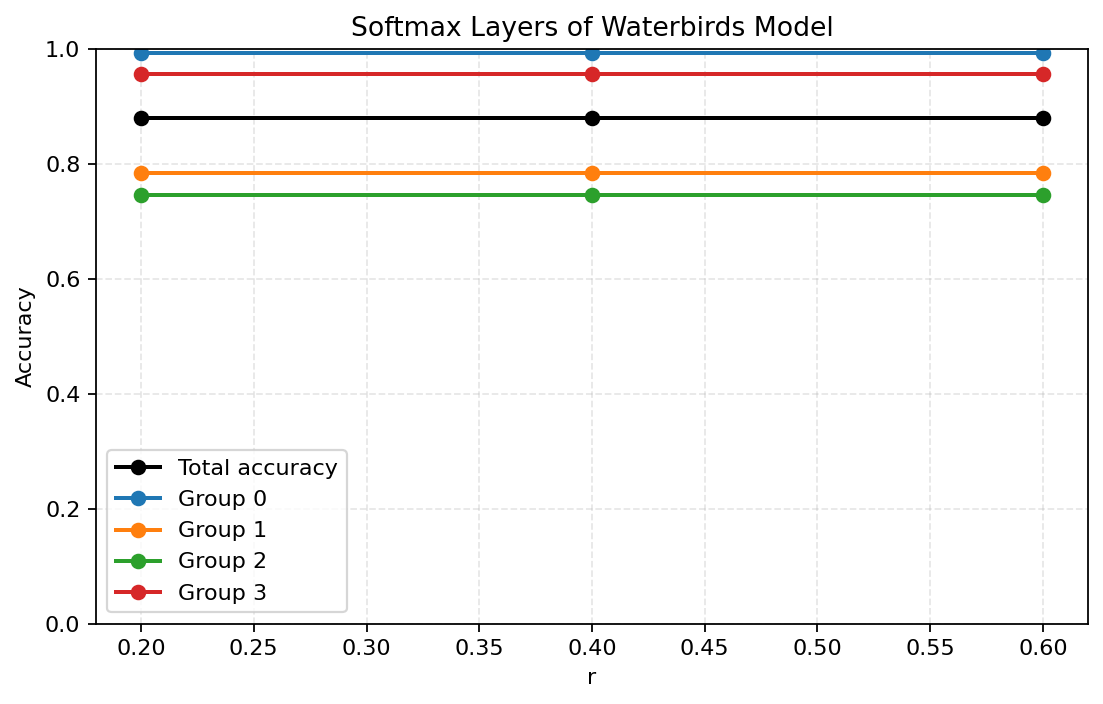 Softmax Layers of Waterbirds Model
1.0
0.8
0.6
0.4
0.2
0.0
Accuracy
Total accuracy
Group 0
Group 1
Group 2
Group 3
0.20 0.25 0.30 0.35 0.40 0.45 0.50 0.55 0.60
r